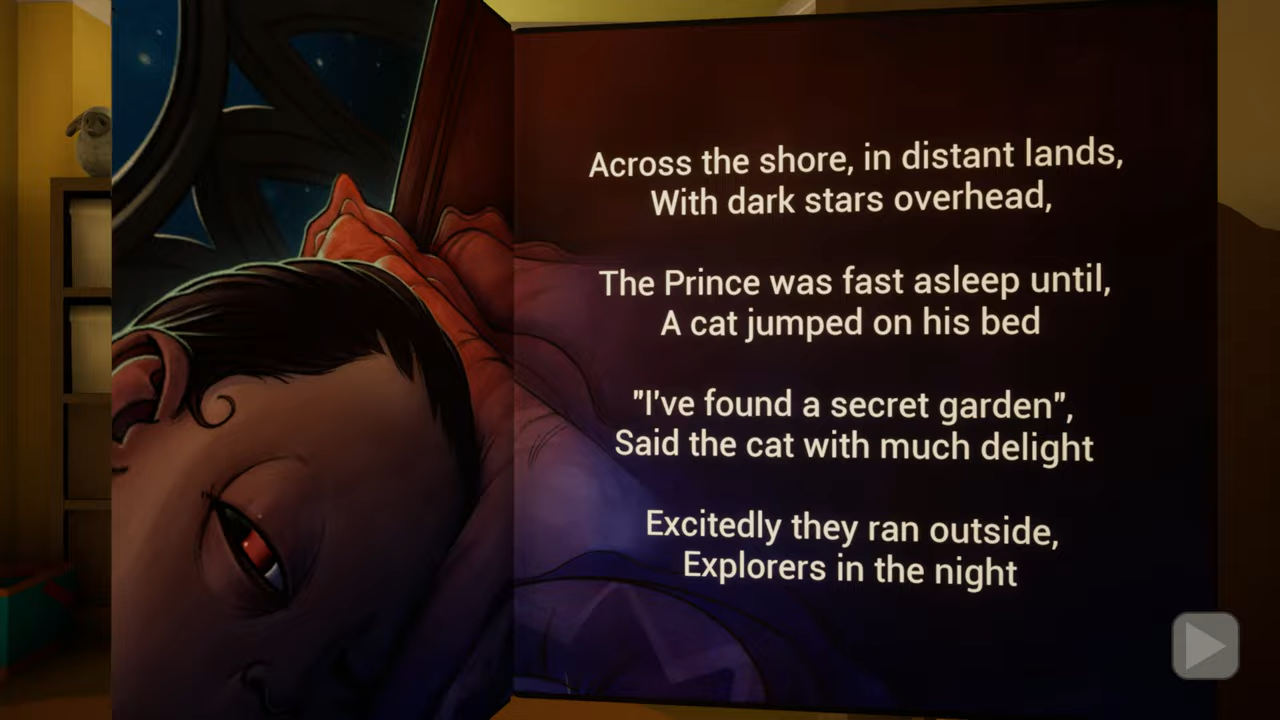 Across the shore, in distant lands,
With dark stars overhead,
The Prince was fast asleep until,
A cat jumped on his bed
"I've found a secret garden",
Said the cat with much delight
Excitedly they ran outside,
Explorers in the night